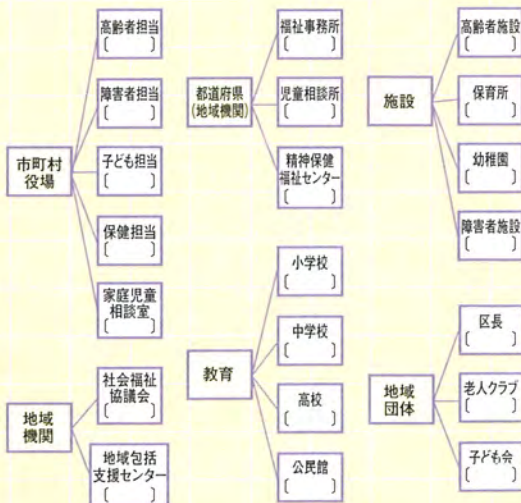 市町村
役場
高齢者担当
〔　　〕
障害者担当
〔　　〕
子ども担当
〔　　〕
保健担当
〔　　〕
家庭児童
相談室
〔　　〕
都道府県
(地域機関)
福祉事務所
〔　　〕
児童相談所
〔　　〕
精神保健
福祉センター
〔　　〕
施設
高齢者施設
〔　　〕
保育所
〔　　〕
幼稚園
〔　　〕
障害者施設
〔　　〕
地域
機関
社会福祉
協議会
〔　　〕
地域包括
支援センター
〔　　〕
教育
小学校
〔　　〕
中学校
〔　　〕
高校
〔　　〕
公民館
〔　　〕
地域
団体
区長
〔　　〕
老人クラブ
〔　　〕
子ども会
〔　　〕